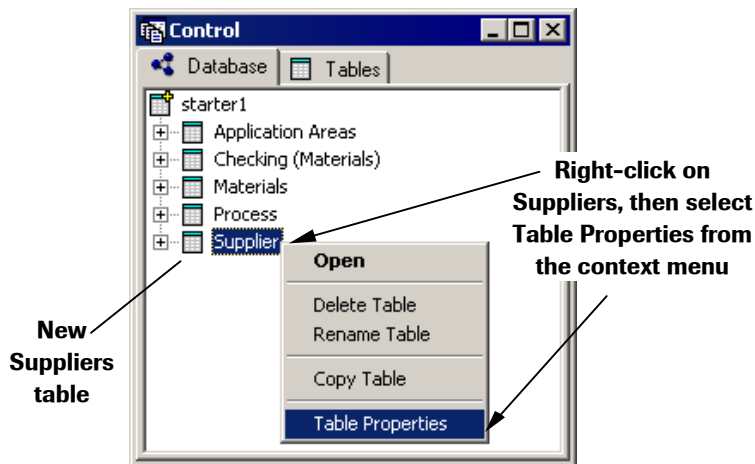 Control
Database
Tables
starter1
Application Areas
Checking (Materials)
Materials
Process
Supplier
Open
Delete Table
Rename Table
Copy Table
Table Properties
Right-click on
Suppliers, then select
Table Properties from
the context menu
New
Suppliers
table